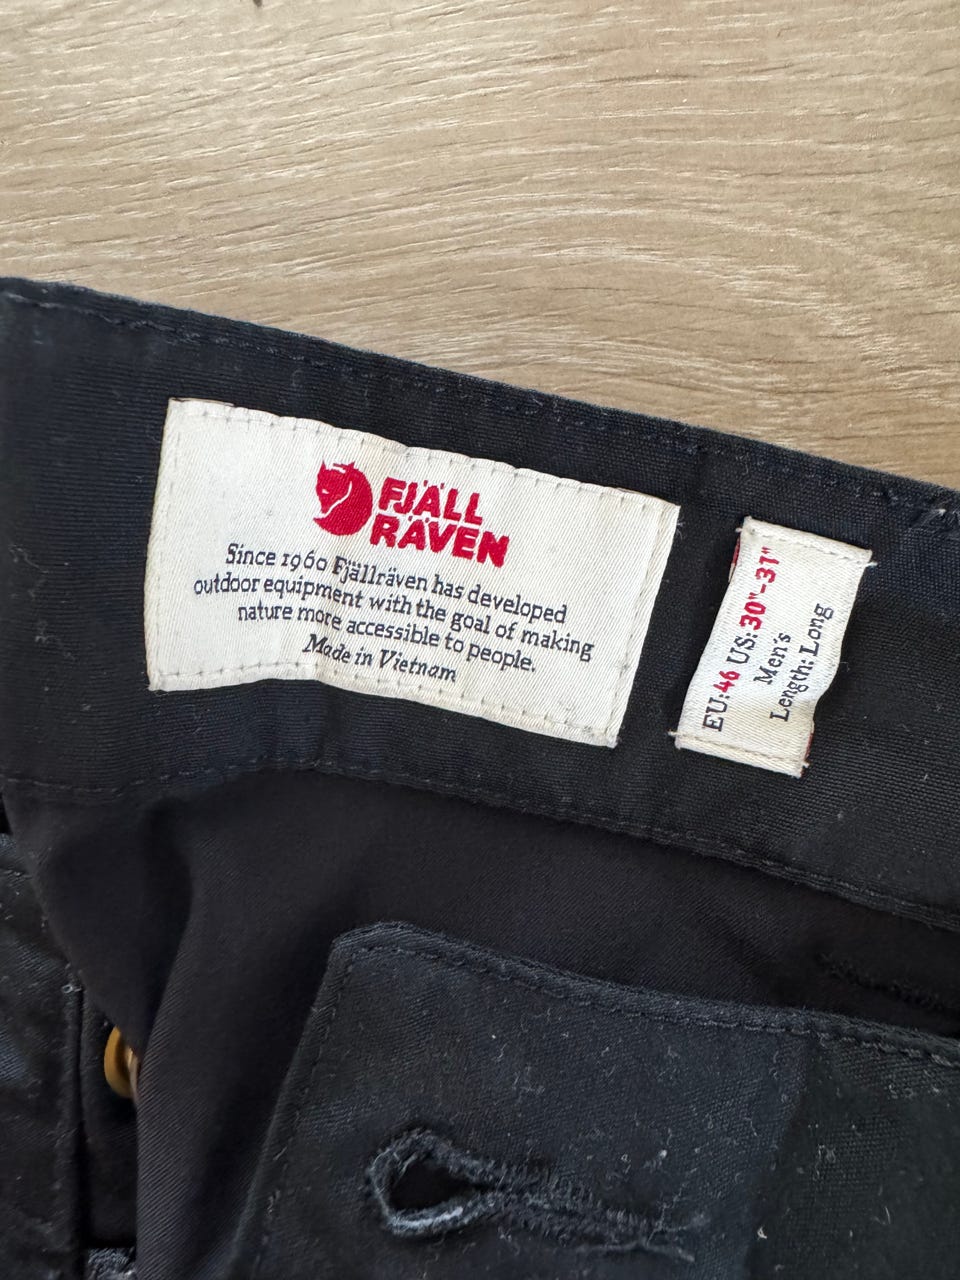 FJÄLL
RÄVEN
Since 1960 Fjällräven has developed
outdoor equipment with the goal of making
nature more accessible to people.
Made in Vietnam
EU:46 US:30"-31"
Men's
Length: Long